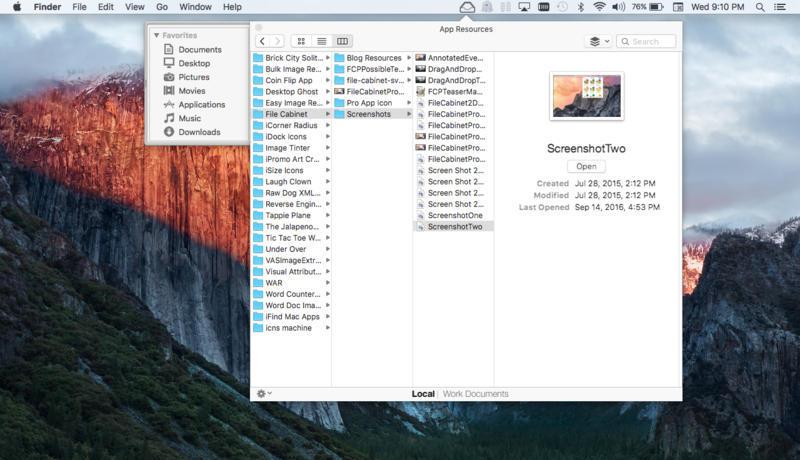 Finder File Edit View Go Window Help
76% Wed 9:10 PM
Favorites
Documents
Desktop
Pictures
Movies
Applications
Music
Downloads
App Resources
Search
Brick City Solit...
Bulk Image Re...
Coin Flip App
Desktop Ghost
Easy Image Re...
File Cabinet
iCorner Radius
iDock Icons
Image Tinter
iPromo Art Cr...
iSize Icons
Laugh Clown
Raw Dog XML...
Reverse Engin...
Tappie Plane
The Jalapeno...
Tic Tac Toe W...
Under Over
VASImageExtr...
Visual Attribut...
WAR
Word Counter...
Word Doc Ima...
iFind Mac Apps
icns machine
Blog Resources
FCPPossibleTe...
file-cabinet-sv...
FileCabinetPro...
Pro App Icon
Screenshots
AnnotatedEve...
DragAndDrop...
DragAndDropT...
FCPTeaserMa...
FileCabinet2D...
FileCabinetPro...
FileCabinetPro...
FileCabinetPro...
FileCabinetPro...
FileCabinetPro...
Screen Shot 2...
Screen Shot 2...
Screen Shot 2...
Screen Shot 2...
ScreenshotOne
ScreenshotTwo
ScreenshotTwo
Open
Created Jul 28, 2015, 2:12 PM
Modified Jul 28, 2015, 2:12 PM
Last Opened Sep 14, 2016, 4:53 PM
Local | Work Documents